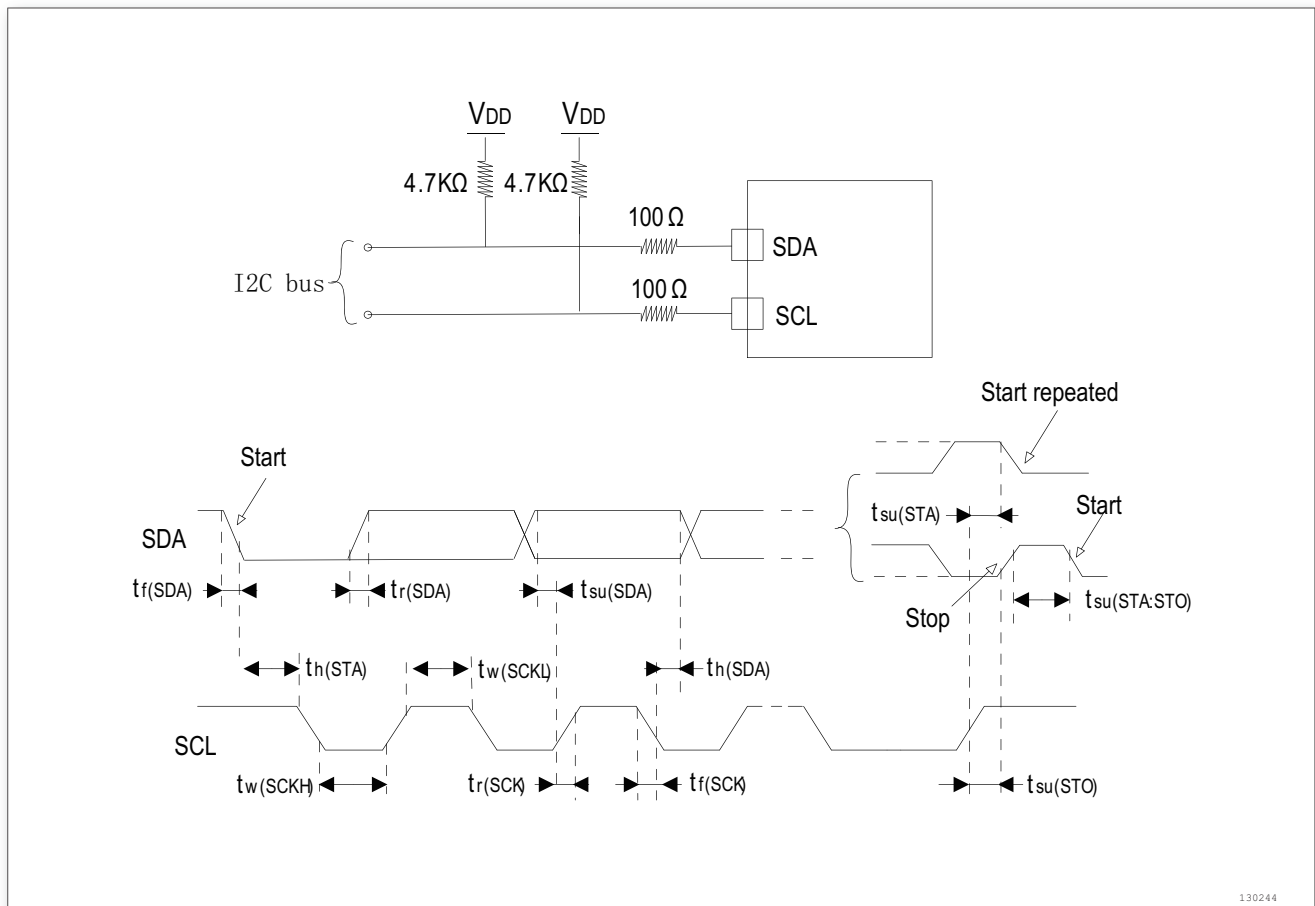 VDD VDD
4.7KΩ 4.7KΩ
100 Ω
SDA
I2C bus
100 Ω
SCL
Start repeated
Start
tsu(STA)
Start
SDA
tf(SDA) tr(SDA) tsu(SDA)
Stop
tsu(STA:STO)
th(STA) tw(SCKL) th(SDA)
SCL
tw(SCKH) tr(SCK) tf(SCK) tsu(STO)
130244